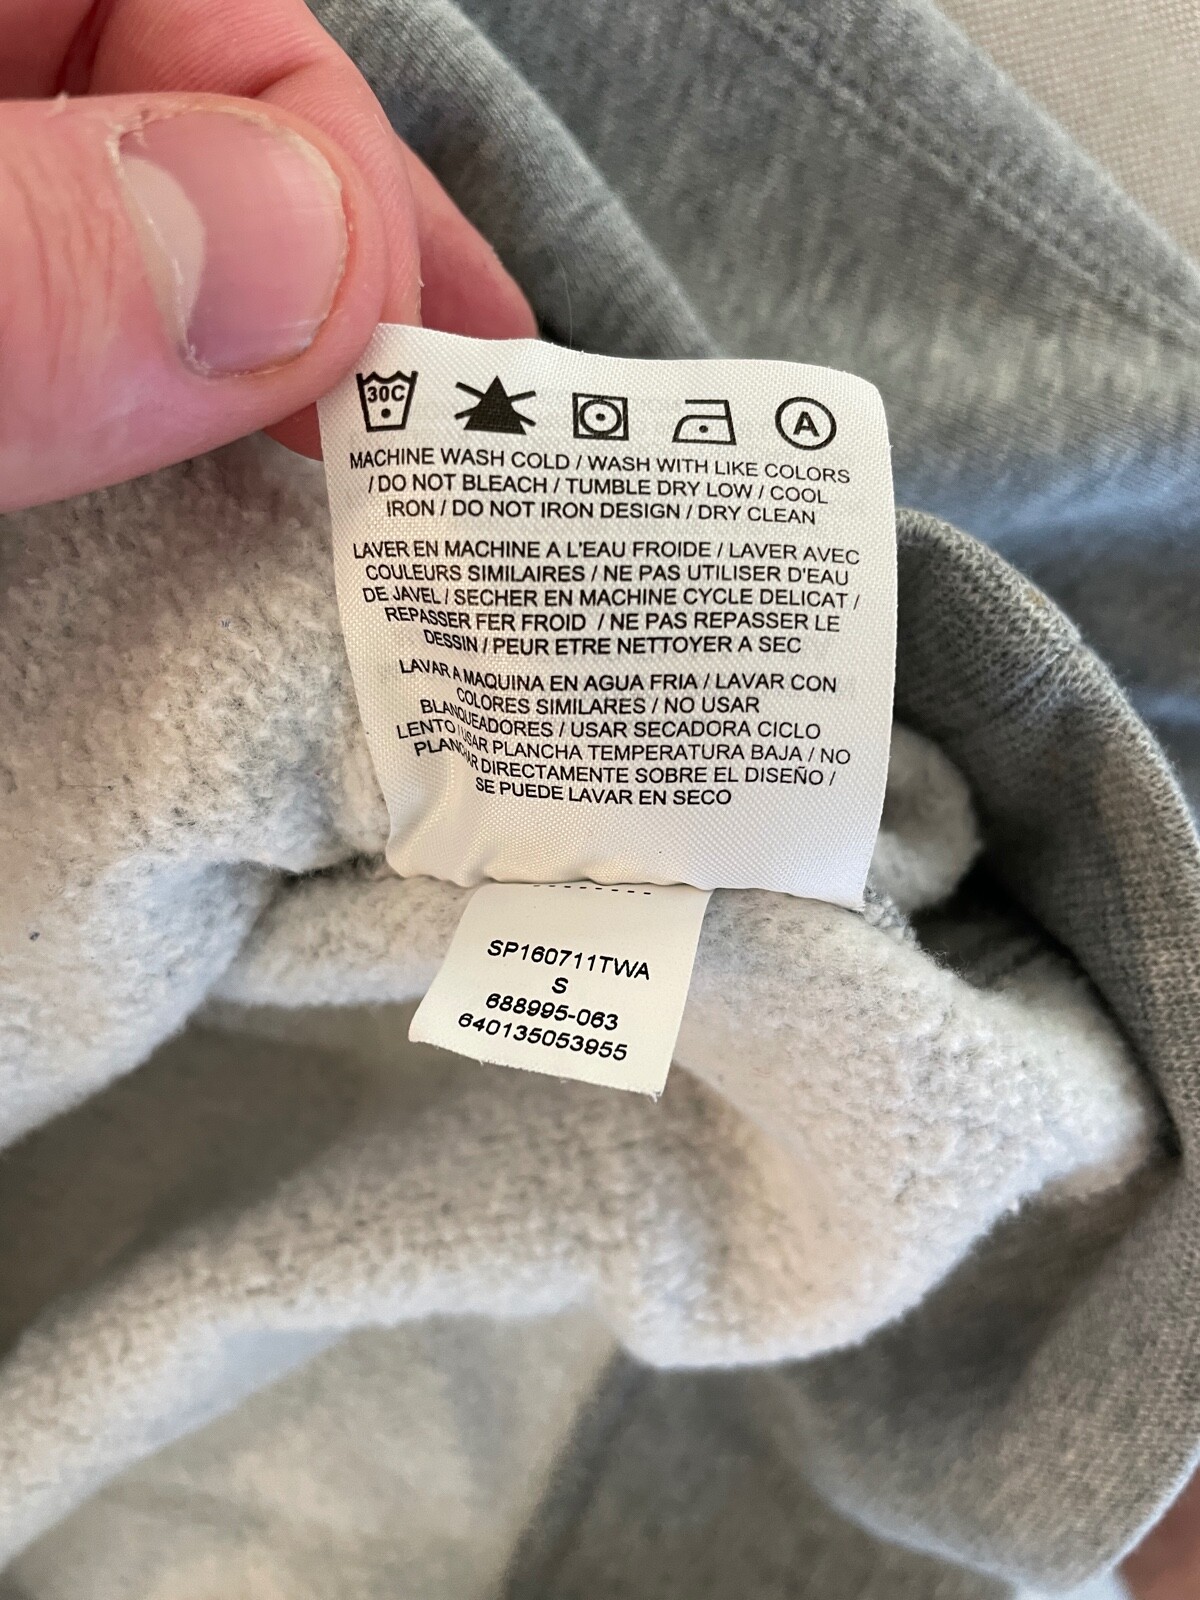 30C
A
MACHINE WASH COLD / WASH WITH LIKE COLORS
/ DO NOT BLEACH / TUMBLE DRY LOW / COOL
IRON / DO NOT IRON DESIGN / DRY CLEAN
LAVER EN MACHINE A L'EAU FROIDE / LAVER AVEC
COULEURS SIMILAIRES / NE PAS UTILISER D'EAU
DE JAVEL / SECHER EN MACHINE CYCLE DELICAT /
REPASSER FER FROID / NE PAS REPASSER LE
DESSIN / PEUR ETRE NETTOYER A SEC
LAVAR A MAQUINA EN AGUA FRIA / LAVAR CON
COLORES SIMILARES / NO USAR
BLANQUEADORES / USAR SECADORA CICLO
LENTO / USAR PLANCHA TEMPERATURA BAJA / NO
PLANCHAR DIRECTAMENTE SOBRE EL DISEÑO /
SE PUEDE LAVAR EN SECO
SP160711TWA
S
688995-063
640135053955